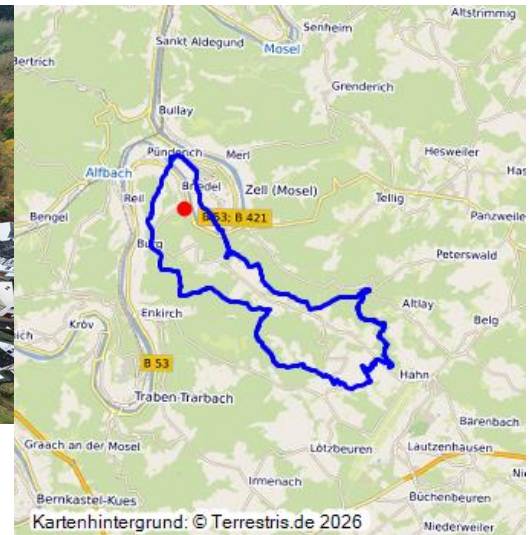 Altstrimmig
Senheim
Sankt Aldegund
Mosel
Bertrich
Grenderich
Bullay
Pünderich
Merl
Hesweiler
Alfbach
Briedel
Zell (Mosel)
Reil
Tellig
Bengel
B 53; B 421
Panzweile
Burg
Peterswald
Enkirch
Altlay
Kröv
Belg
B 53
Hahn
Traben-Trarbach
Bärenbach
Graach an der Mosel
Lötzbeuren
Lautzenhausen
Irmenach
Bernkastel-Kues
Büchenbeuren
Kartenhintergrund: © Terrestris.de 2026
Niederweiler